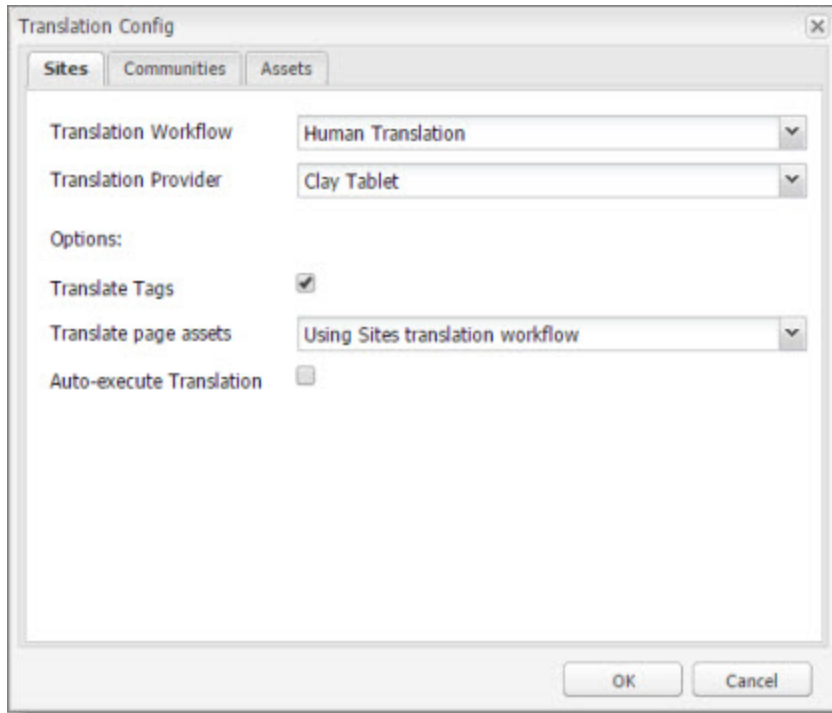 Translation Config
Sites Communities Assets
Translation Workflow Human Translation
Translation Provider Clay Tablet
Options:
Translate Tags
Translate page assets Using Sites translation workflow
Auto-execute Translation
OK Cancel